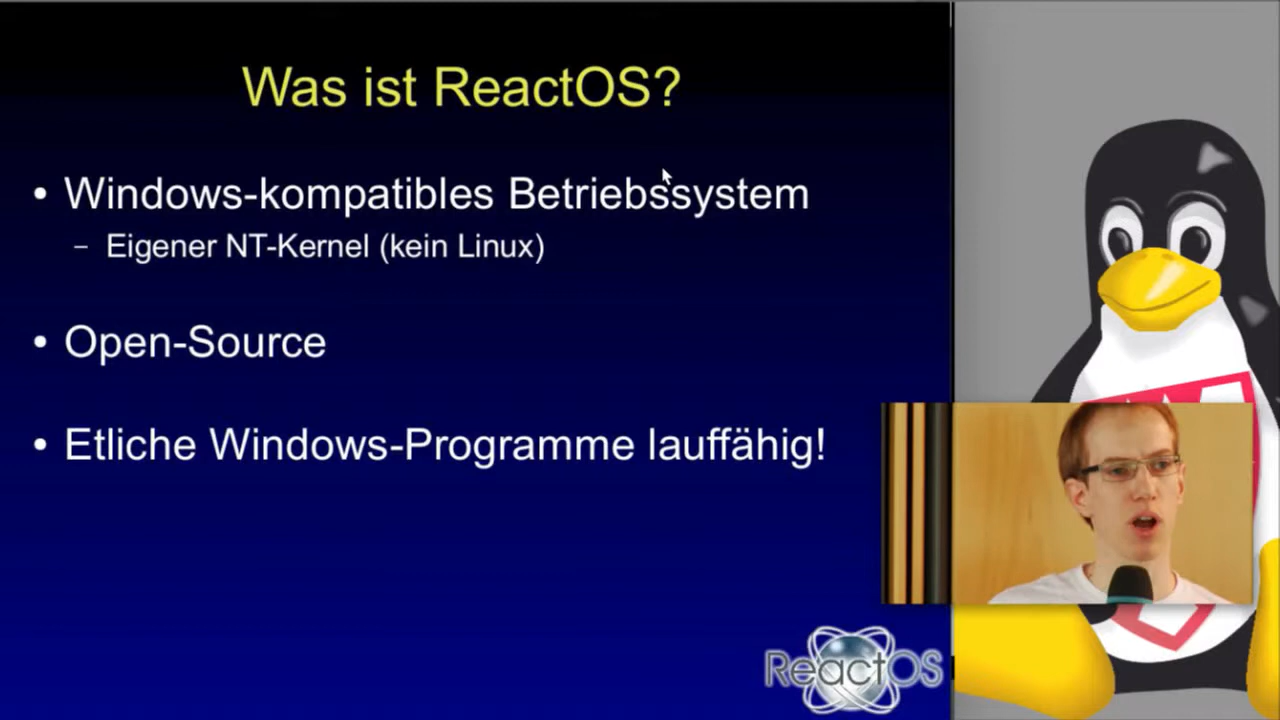 Was ist ReactOS?
• Windows-kompatibles Betriebssystem
– Eigener NT-Kernel (kein Linux)
• Open-Source
• Etliche Windows-Programme lauffähig!
ReactOS